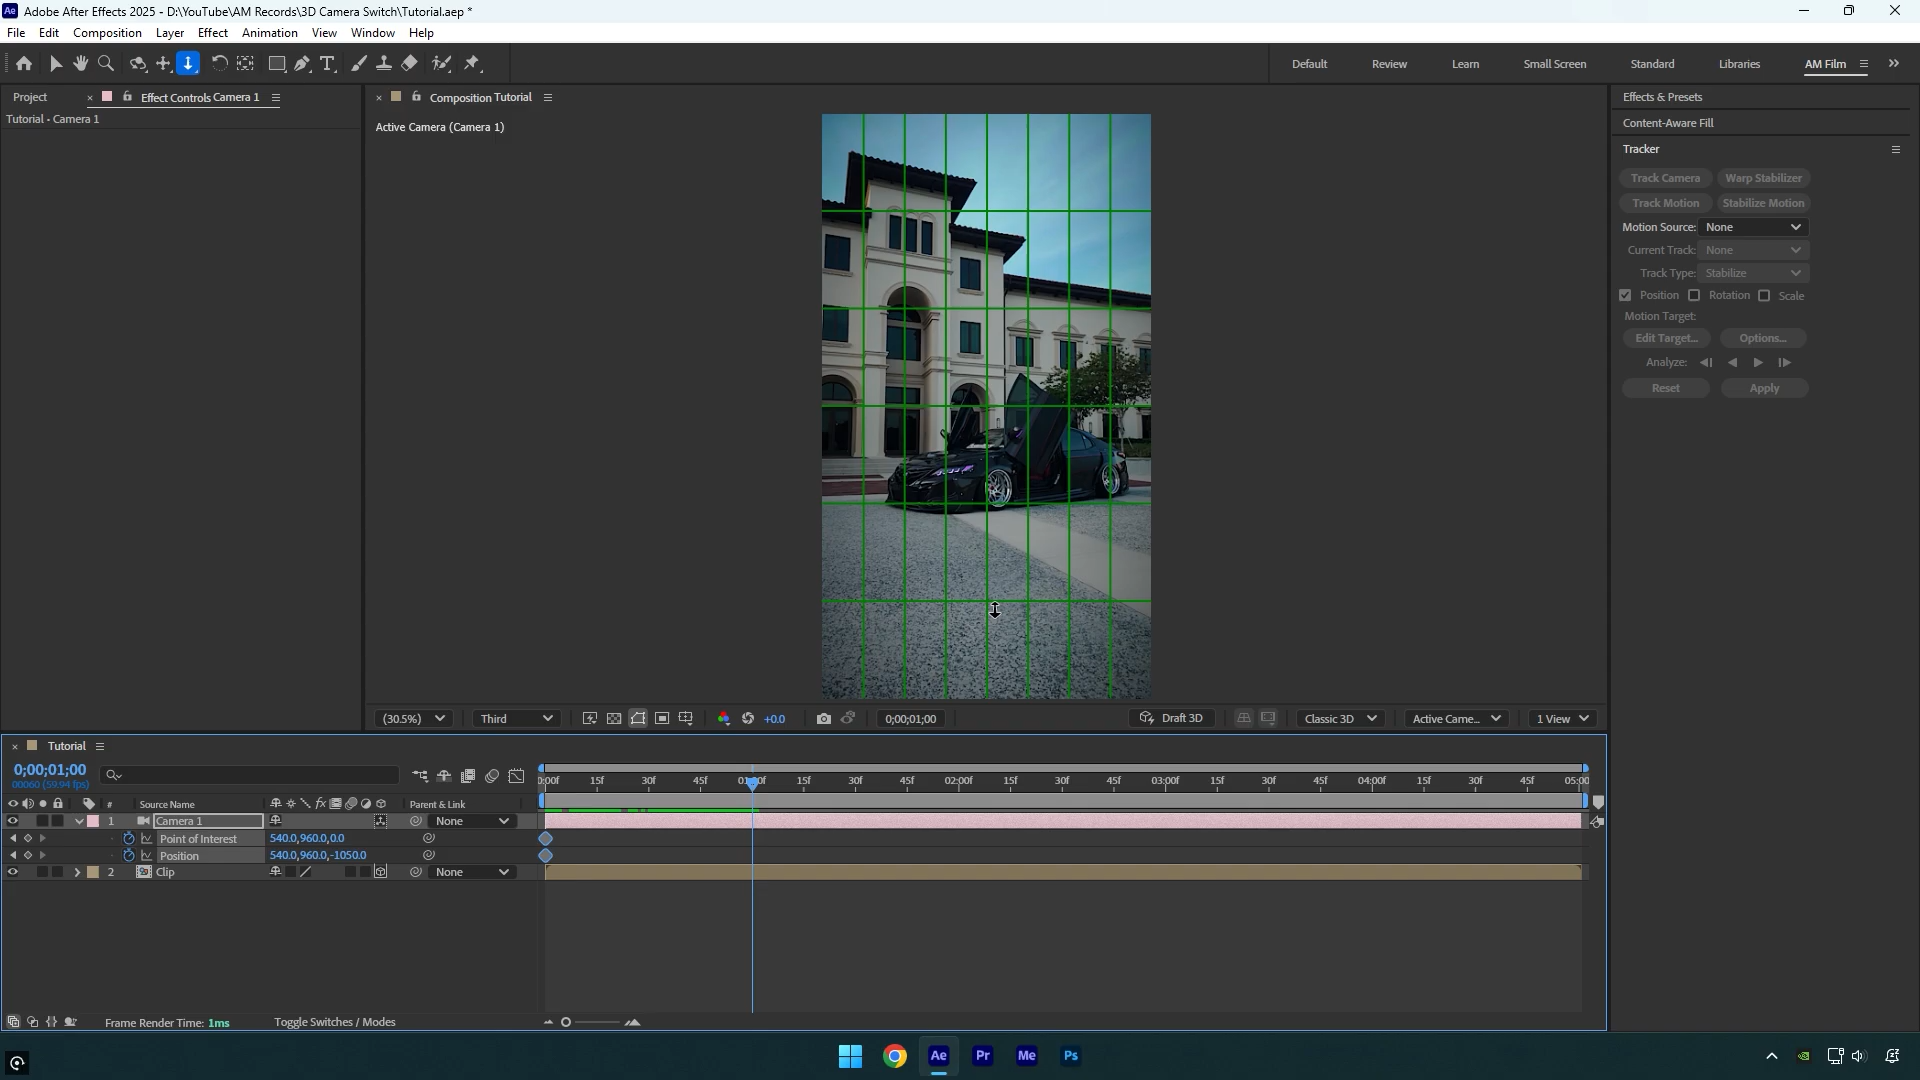 Adobe After Effects 2025 - D:\YouTube\AM Records\3D Camera Switch\Tutorial.aep *
File Edit Composition Layer Effect Animation View Window Help
Default Review Learn Small Screen Standard Libraries AM Film
Project Effect Controls Camera 1
Tutorial - Camera 1
Composition Tutorial
Active Camera (Camera 1)
Effects & Presets
Content-Aware Fill
Tracker
Track Camera Warp Stabilizer
Track Motion Stabilize Motion
Motion Source: None
Current Track: None
Track Type: Stabilize
Position Rotation Scale
Motion Target:
Edit Target... Options...
Analyze:
Reset Apply
(30.5%) Third +0.0 0;00;01;00 Draft 3D Classic 3D Active Came... 1 View
Tutorial
0;00;01;00
00060 (59.94 fps)
15f 30f 45f 15f 30f 45f 02:00f 15f 30f 45f 03:00f 15f 30f 45f 04:00f 15f 30f 45f
# Source Name fx Parent & Link
1 Camera 1 None
Point of Interest 540.0,960.0,0.0
Position 540.0,960.0,-1050.0
2 Clip None
Frame Render Time: 1ms Toggle Switches / Modes
Ae Pr Me Ps